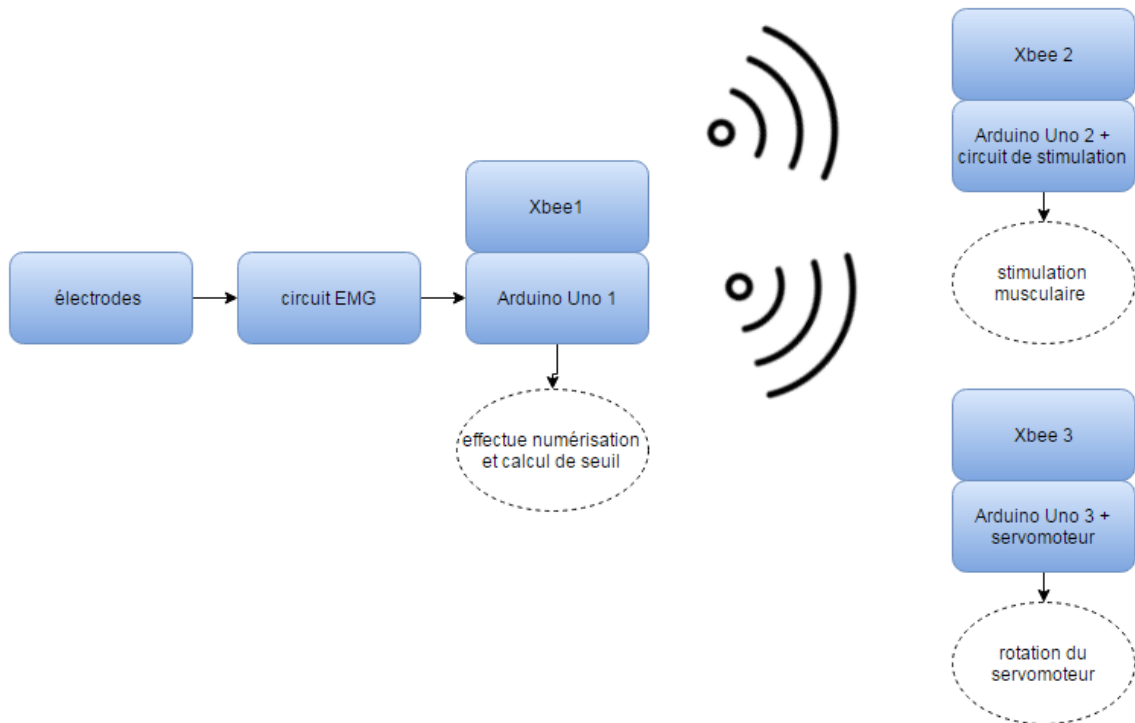 électrodes
circuit EMG
Xbee1
Arduino Uno 1
effectue numérisation
et calcul de seuil
Xbee 2
Arduino Uno 2 +
circuit de stimulation
stimulation
musculaire
Xbee 3
Arduino Uno 3 +
servomoteur
rotation du
servomoteur